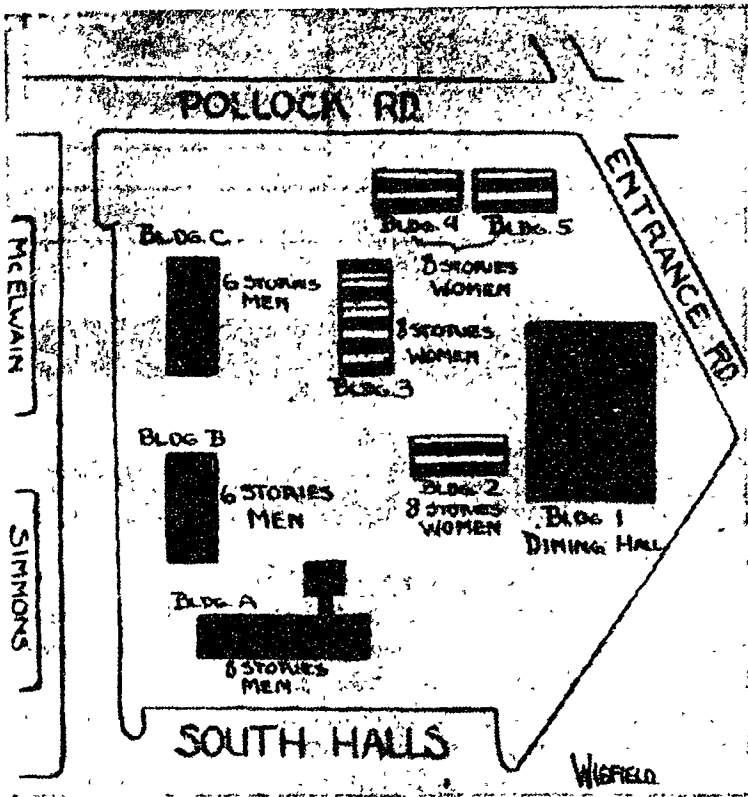 POLLOCK RD.
ENTRANCE RD.
BLDG. 4
BLDG. 5
8 STORIES
WOMEN
BLDG. C
6 STORIES
MEN
McELWAIN
8 STORIES
WOMEN
BLDG. 3
BLDG B
6 STORIES
MEN
BLDG 2
8 STORIES
WOMEN
BLDG 1
DINING HALL
SIMMONS
BLDG. A
STORIES
MEN
SOUTH HALLS
WIGFIELD